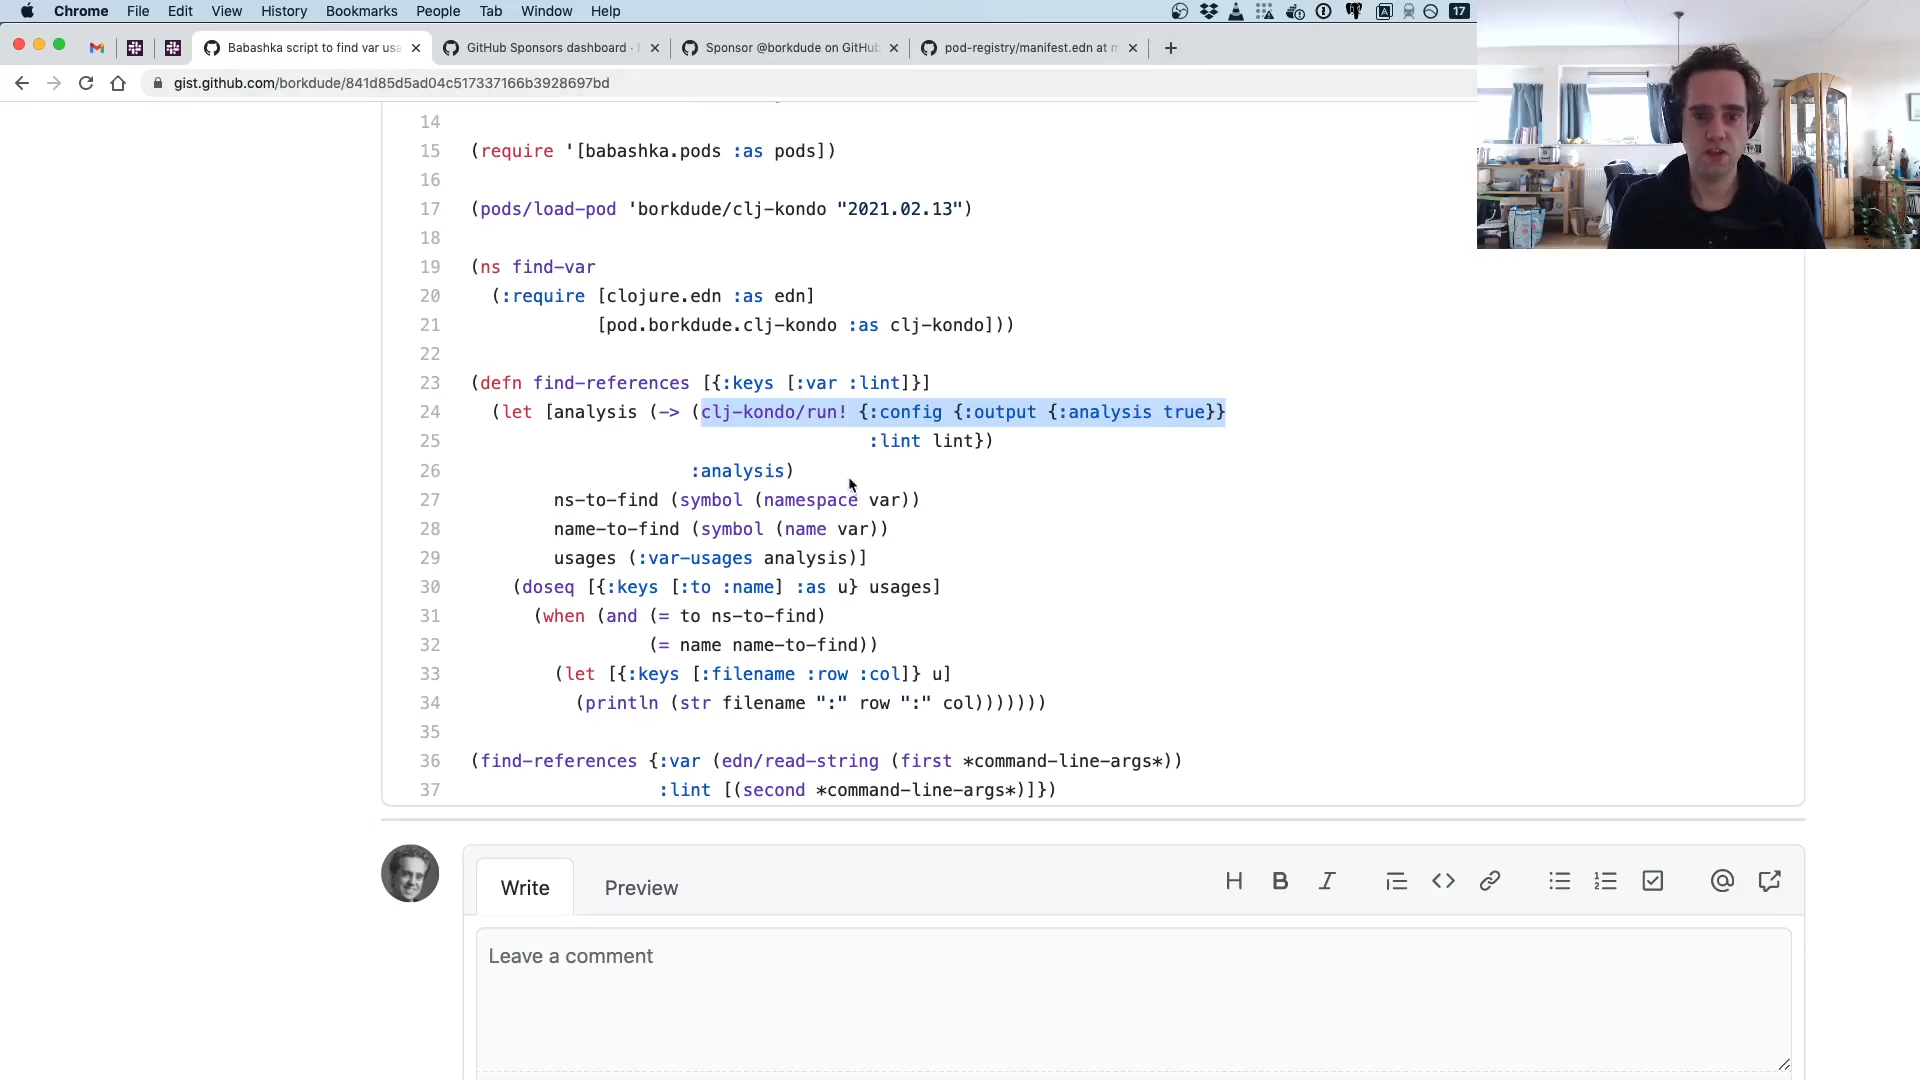 Chrome File Edit View History Bookmarks People Tab Window Help 17
Babashka script to find var usa GitHub Sponsors dashboard · Sponsor @borkdude on GitHub pod-registry/manifest.edn at m
gist.github.com/borkdude/841d85d5ad04c517337166b3928697bd
14
15 (require '[babashka.pods :as pods])
16
17 (pods/load-pod 'borkdude/clj-kondo "2021.02.13")
18
19 (ns find-var
20 (:require [clojure.edn :as edn]
21 [pod.borkdude.clj-kondo :as clj-kondo]))
22
23 (defn find-references [{:keys [:var :lint]}]
24 (let [analysis (-> (clj-kondo/run! {:config {:output {:analysis true}}
25 :lint lint})
26 :analysis)
27 ns-to-find (symbol (namespace var))
28 name-to-find (symbol (name var))
29 usages (:var-usages analysis)]
30 (doseq [{:keys [:to :name] :as u} usages]
31 (when (and (= to ns-to-find)
32 (= name name-to-find))
33 (let [{:keys [:filename :row :col]} u]
34 (println (str filename ":" row ":" col)))))))
35
36 (find-references {:var (edn/read-string (first *command-line-args*))
37 :lint [(second *command-line-args*)]})
Write Preview
Leave a comment